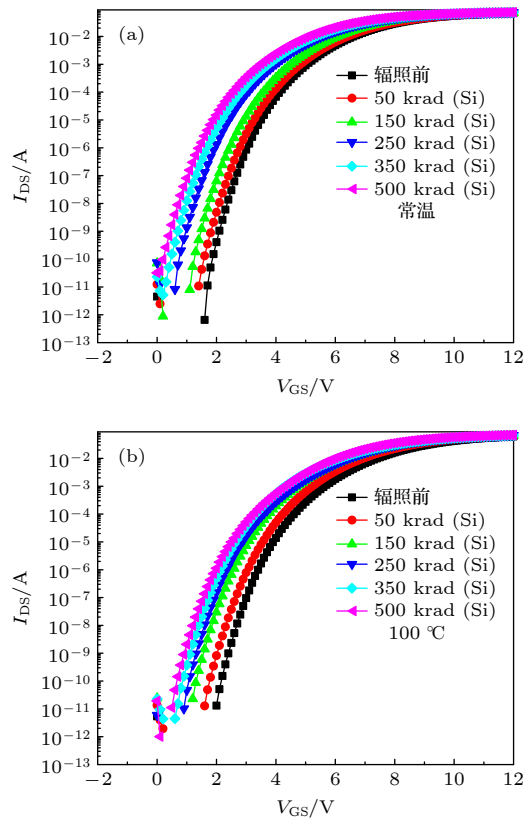 (a)
10−2
10−3
10−4
10−5
10−6
10−7
10−8
10−9
10−10
10−11
10−12
10−13
IDS/A
辐照前
50 krad (Si)
150 krad (Si)
250 krad (Si)
350 krad (Si)
500 krad (Si)
常温
−2 0 2 4 6 8 10 12
VGS/V
(b)
10−2
10−3
10−4
10−5
10−6
10−7
10−8
10−9
10−10
10−11
10−12
10−13
IDS/A
辐照前
50 krad (Si)
150 krad (Si)
250 krad (Si)
350 krad (Si)
500 krad (Si)
100 ℃
−2 0 2 4 6 8 10 12
VGS/V